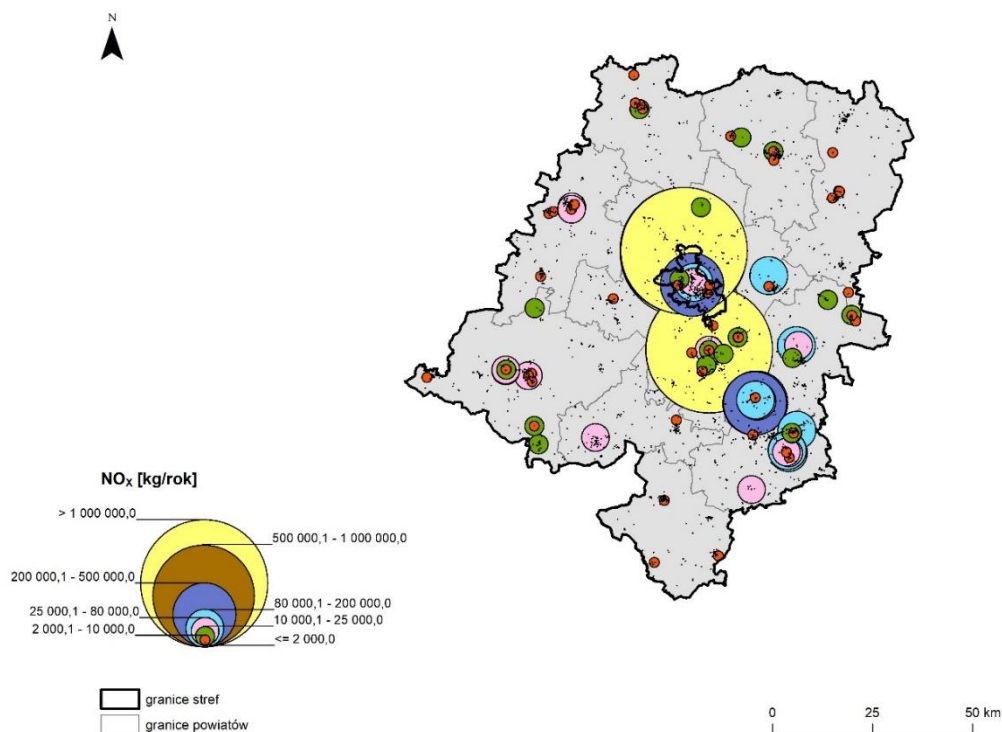 N
NOX [kg/rok]
> 1 000 000,0
500 000,1 - 1 000 000,0
200 000,1 - 500 000,0
80 000,1 - 200 000,0
25 000,1 - 80 000,0
10 000,1 - 25 000,0
2 000,1 - 10 000,0
<= 2 000,0
granice stref
granice powiatów
0 25 50 km